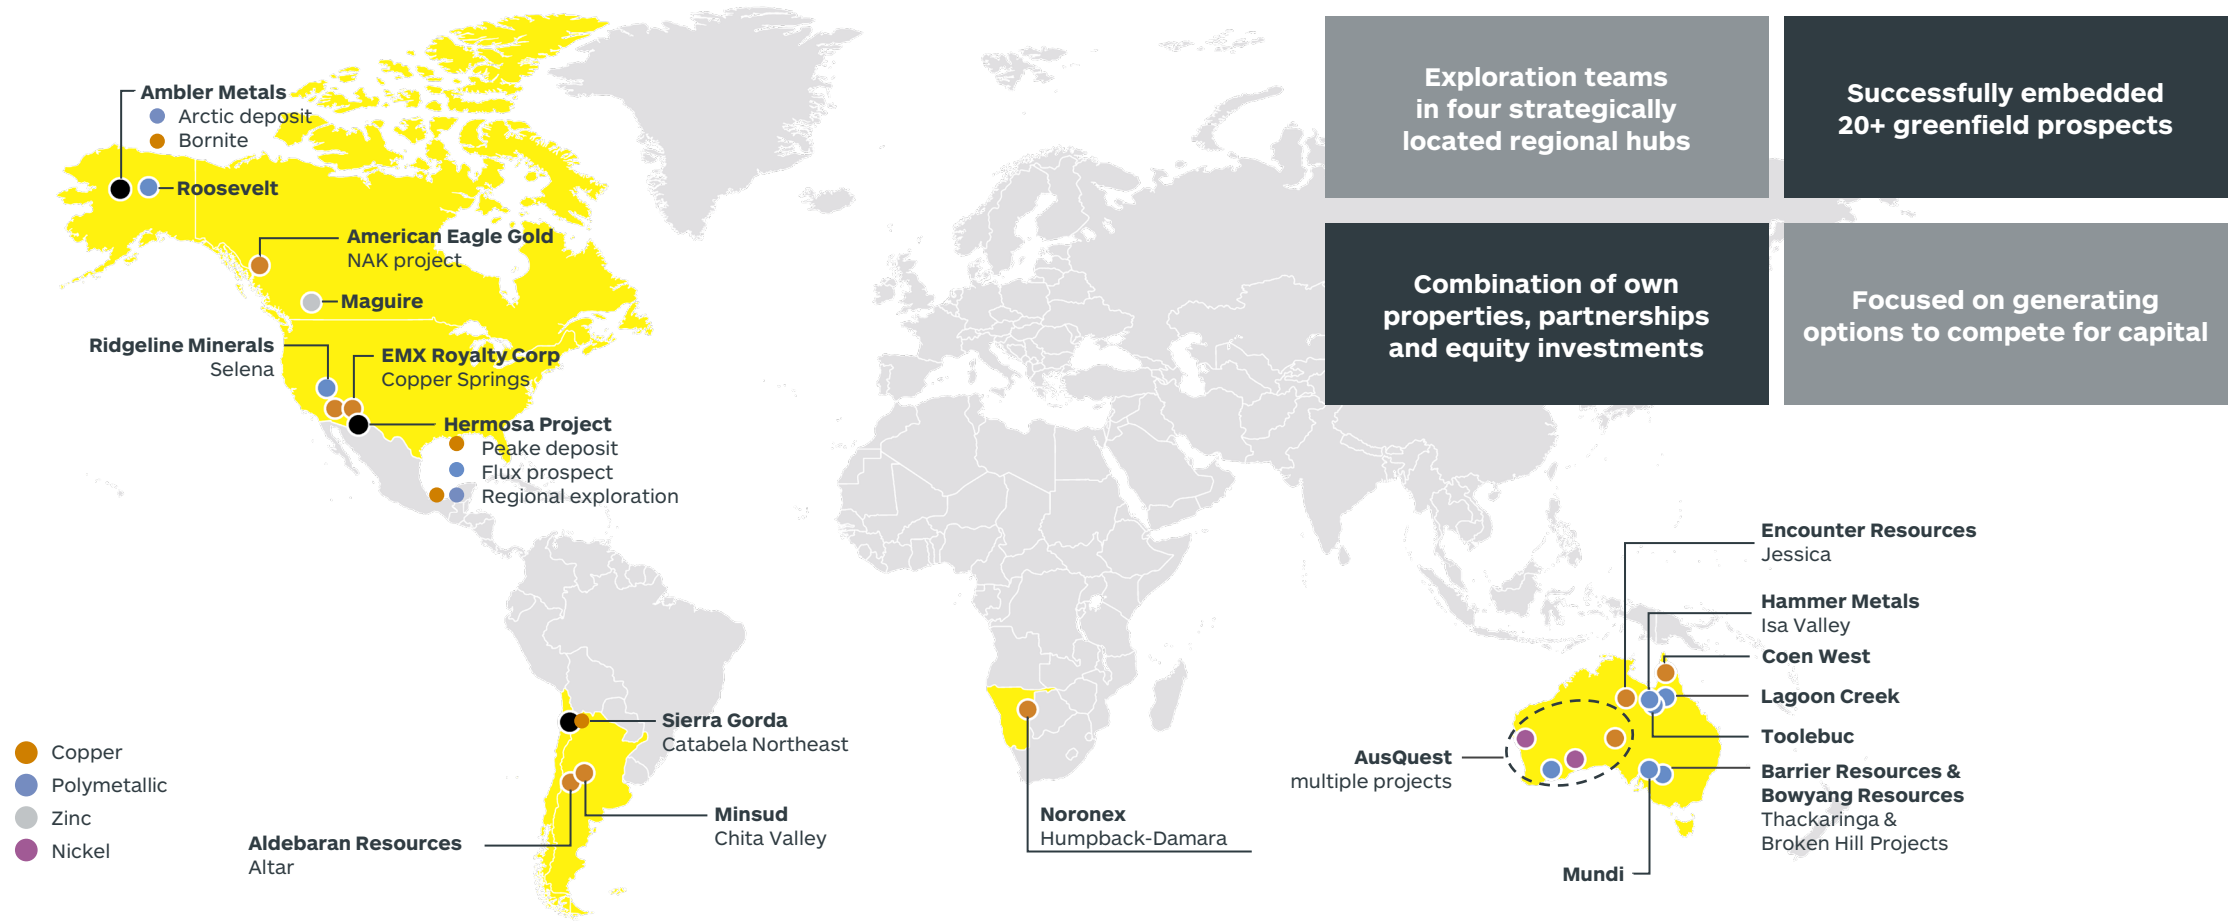 Exploration teams
in four strategically
located regional hubs
Successfully embedded
20+ greenfield prospects
Combination of own
properties, partnerships
and equity investments
Focused on generating
options to compete for capital
Ambler Metals
Arctic deposit
Bornite
Roosevelt
American Eagle Gold
NAK project
Maguire
Ridgeline Minerals
Selena
EMX Royalty Corp
Copper Springs
Hermosa Project
Peake deposit
Flux prospect
Regional exploration
Sierra Gorda
Catabela Northeast
Minsud
Chita Valley
Aldebaran Resources
Altar
Noronex
Humpback-Damara
Encounter Resources
Jessica
Hammer Metals
Isa Valley
Coen West
Lagoon Creek
Toolebuc
AusQuest
multiple projects
Barrier Resources &
Bowyang Resources
Thackaringa &
Broken Hill Projects
Mundi
Copper
Polymetallic
Zinc
Nickel